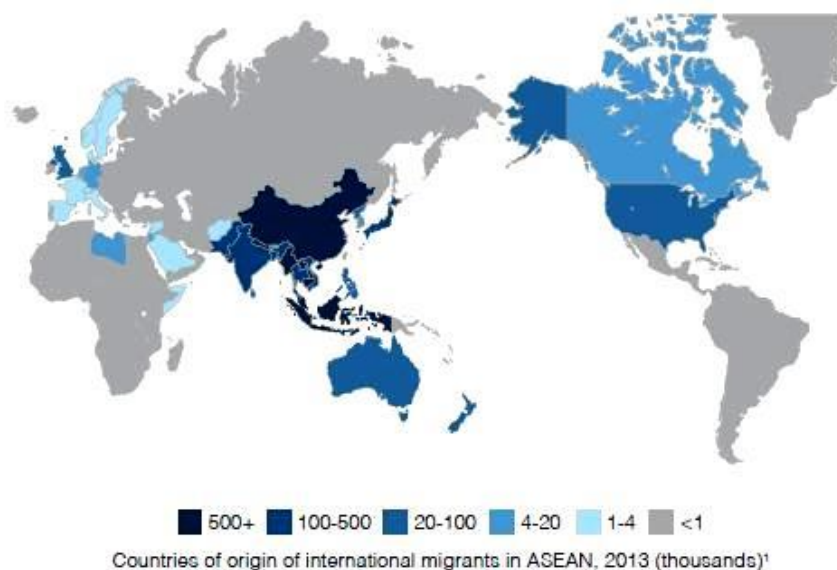 500+ 100-500 20-100 4-20 1-4 <1
Countries of origin of international migrants in ASEAN, 2013 (thousands)¹